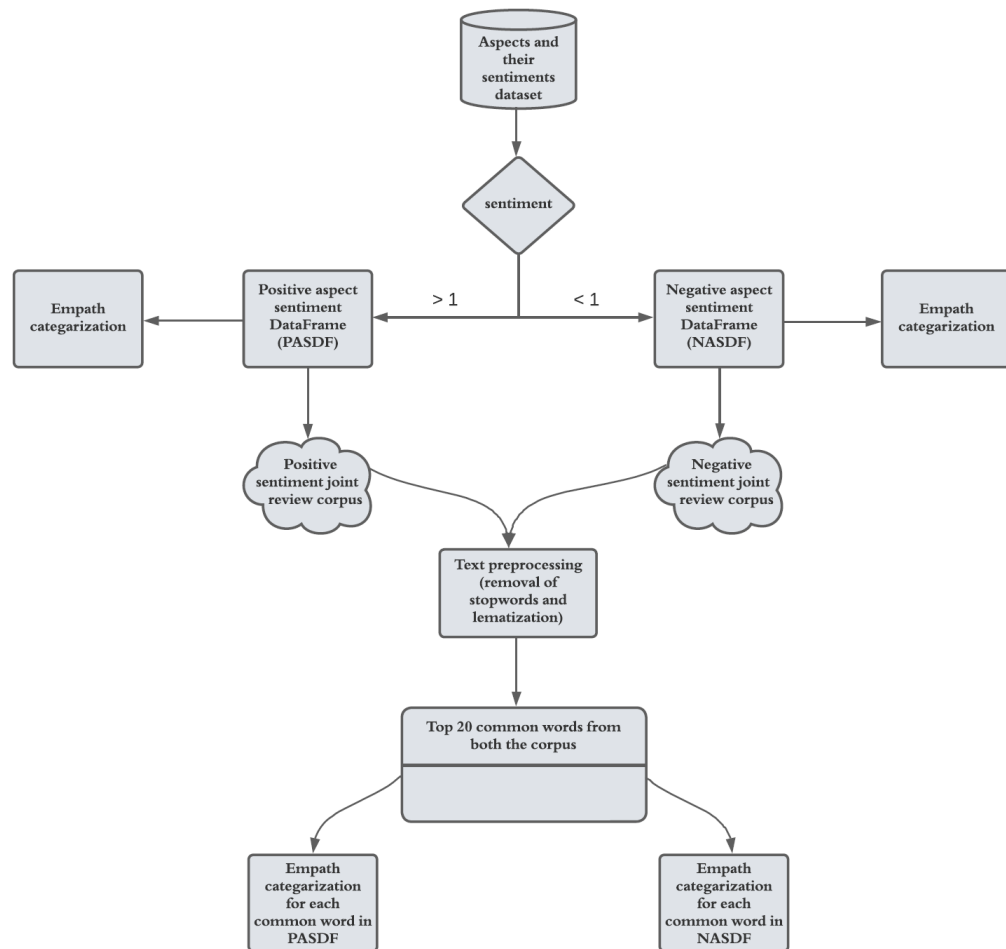 Aspects and
their
sentiments
dataset
sentiment
> 1
< 1
Empath
categarization
Positive aspect
sentiment
DataFrame
(PASDF)
Negative aspect
sentiment
DataFrame
(NASDF)
Empath
categarization
Positive
sentiment joint
review corpus
Negative
sentiment joint
review corpus
Text preprocessing
(removal of
stopwords and
lematization)
Top 20 common words from
both the corpus
Empath
categarization
for each
common word in
PASDF
Empath
categarization
for each
common word in
NASDF